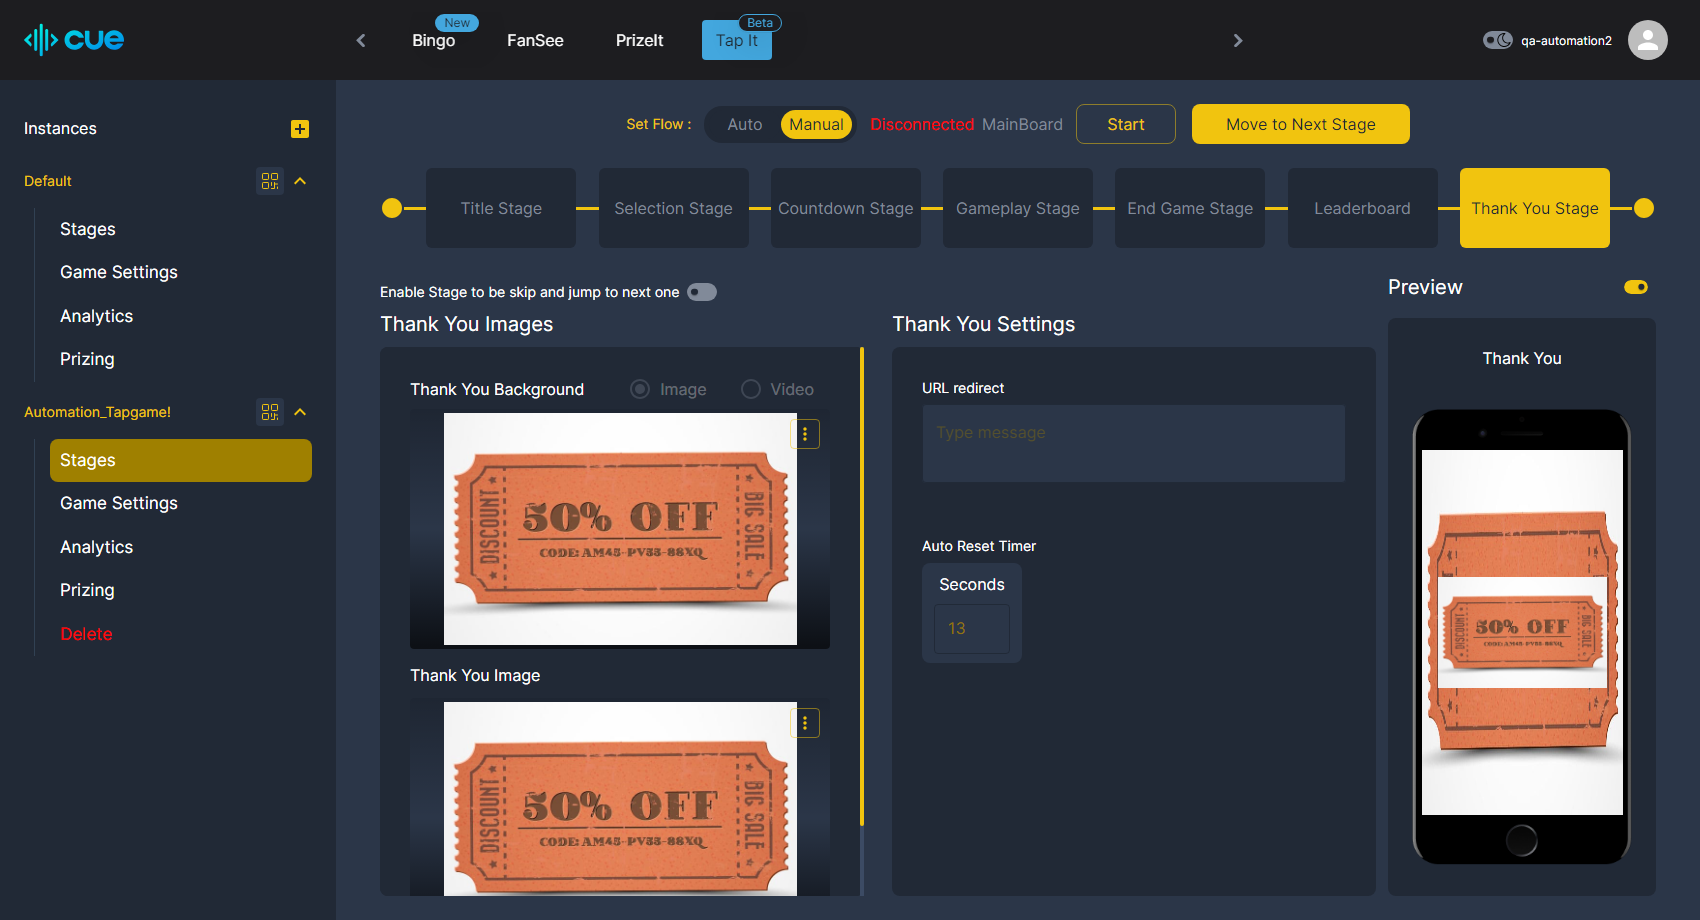 cue
New
Bingo
FanSee
PrizeIt
Beta
Tap It
qa-automation2
Instances
Default
Stages
Game Settings
Analytics
Prizing
Automation_Tapgame!
Stages
Game Settings
Analytics
Prizing
Delete
Set Flow :
Auto
Manual
Disconnected MainBoard
Start
Move to Next Stage
Title Stage
Selection Stage
Countdown Stage
Gameplay Stage
End Game Stage
Leaderboard
Thank You Stage
Enable Stage to be skip and jump to next one
Thank You Images
Thank You Background
Image
Video
DISCOUNT
50% OFF
CODE: AM45-PV33-88XQ
BIG SALE
Thank You Image
DISCOUNT
50% OFF
CODE: AM45-PV33-88XQ
BIG SALE
Thank You Settings
URL redirect
Type message
Auto Reset Timer
Seconds
13
Preview
Thank You
DISCOUNT
50% OFF
CODE: AM45-PV33-88XQ
BIG SALE